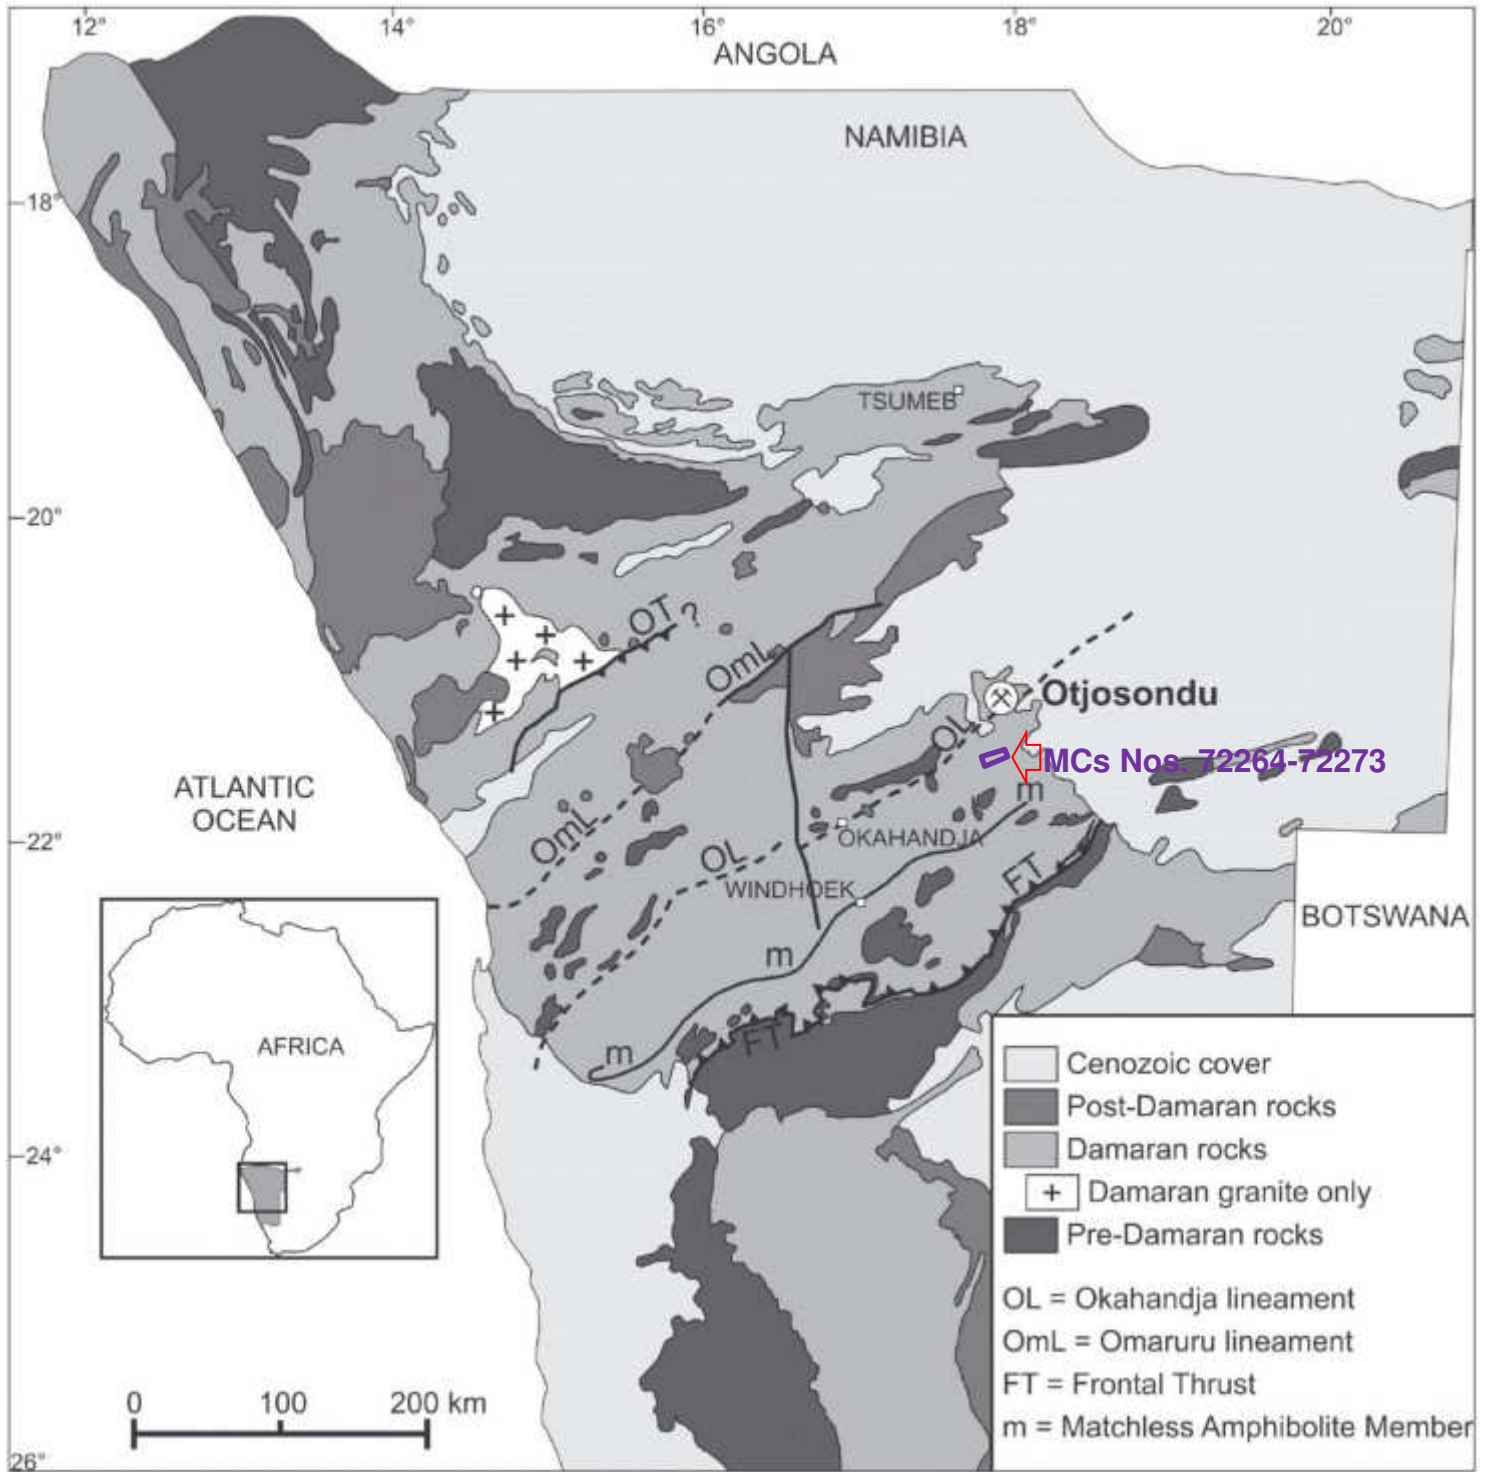 12° 14° 16° 18° 20°
ANGOLA
NAMIBIA
18°
TSUMEB
20°
OT ?
OmL
Otjosondu
OL
MCs Nos. 72264-72273
ATLANTIC
OCEAN
m
OmL
OKAHANDJA
22°
OL
FT
WINDHOEK
BOTSWANA
m
AFRICA
FT
m
Cenozoic cover
Post-Damaran rocks
Damaran rocks
24°
+ Damaran granite only
Pre-Damaran rocks
OL = Okahandja lineament
OmL = Omaruru lineament
FT = Frontal Thrust
0 100 200 km
m = Matchless Amphibolite Member
26°